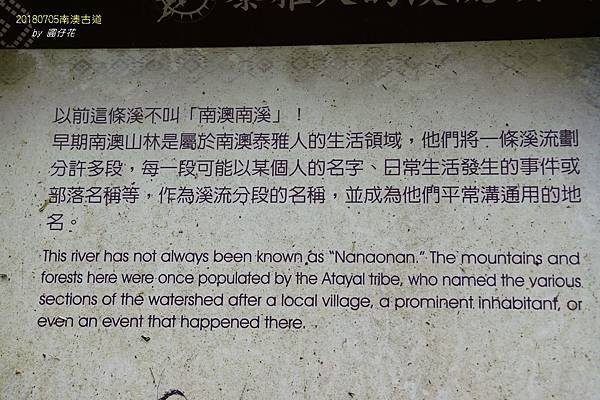 20180705南澳古道
by 圓仔花
以前這條溪不叫「南澳南溪」！
早期南澳山林是屬於南澳泰雅人的生活領域，他們將一條溪流劃
分許多段，每一段可能以某個人的名字、日常生活發生的事件或
部落名稱等，作為溪流分段的名稱，並成為他們平常溝通用的地
名。
This river has not always been known as “Nanaonan.” The mountains and
forests here were once populated by the Atayal tribe, who named the various
sections of the watershed after a local village, a prominent inhabitant, or
even an event that happened there.